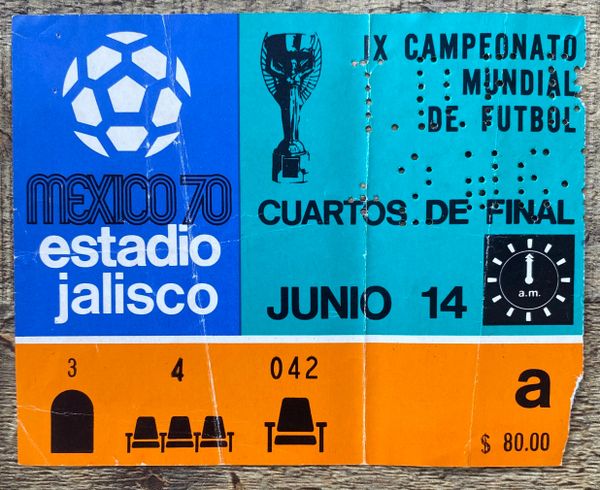 IX CAMPEONATO
MUNDIAL
DE FUTBOL
MEXICO 70
estadio
jalisco
CUARTOS DE FINAL
JUNIO 14
a.m.
3
4
042
a
$ 80.00